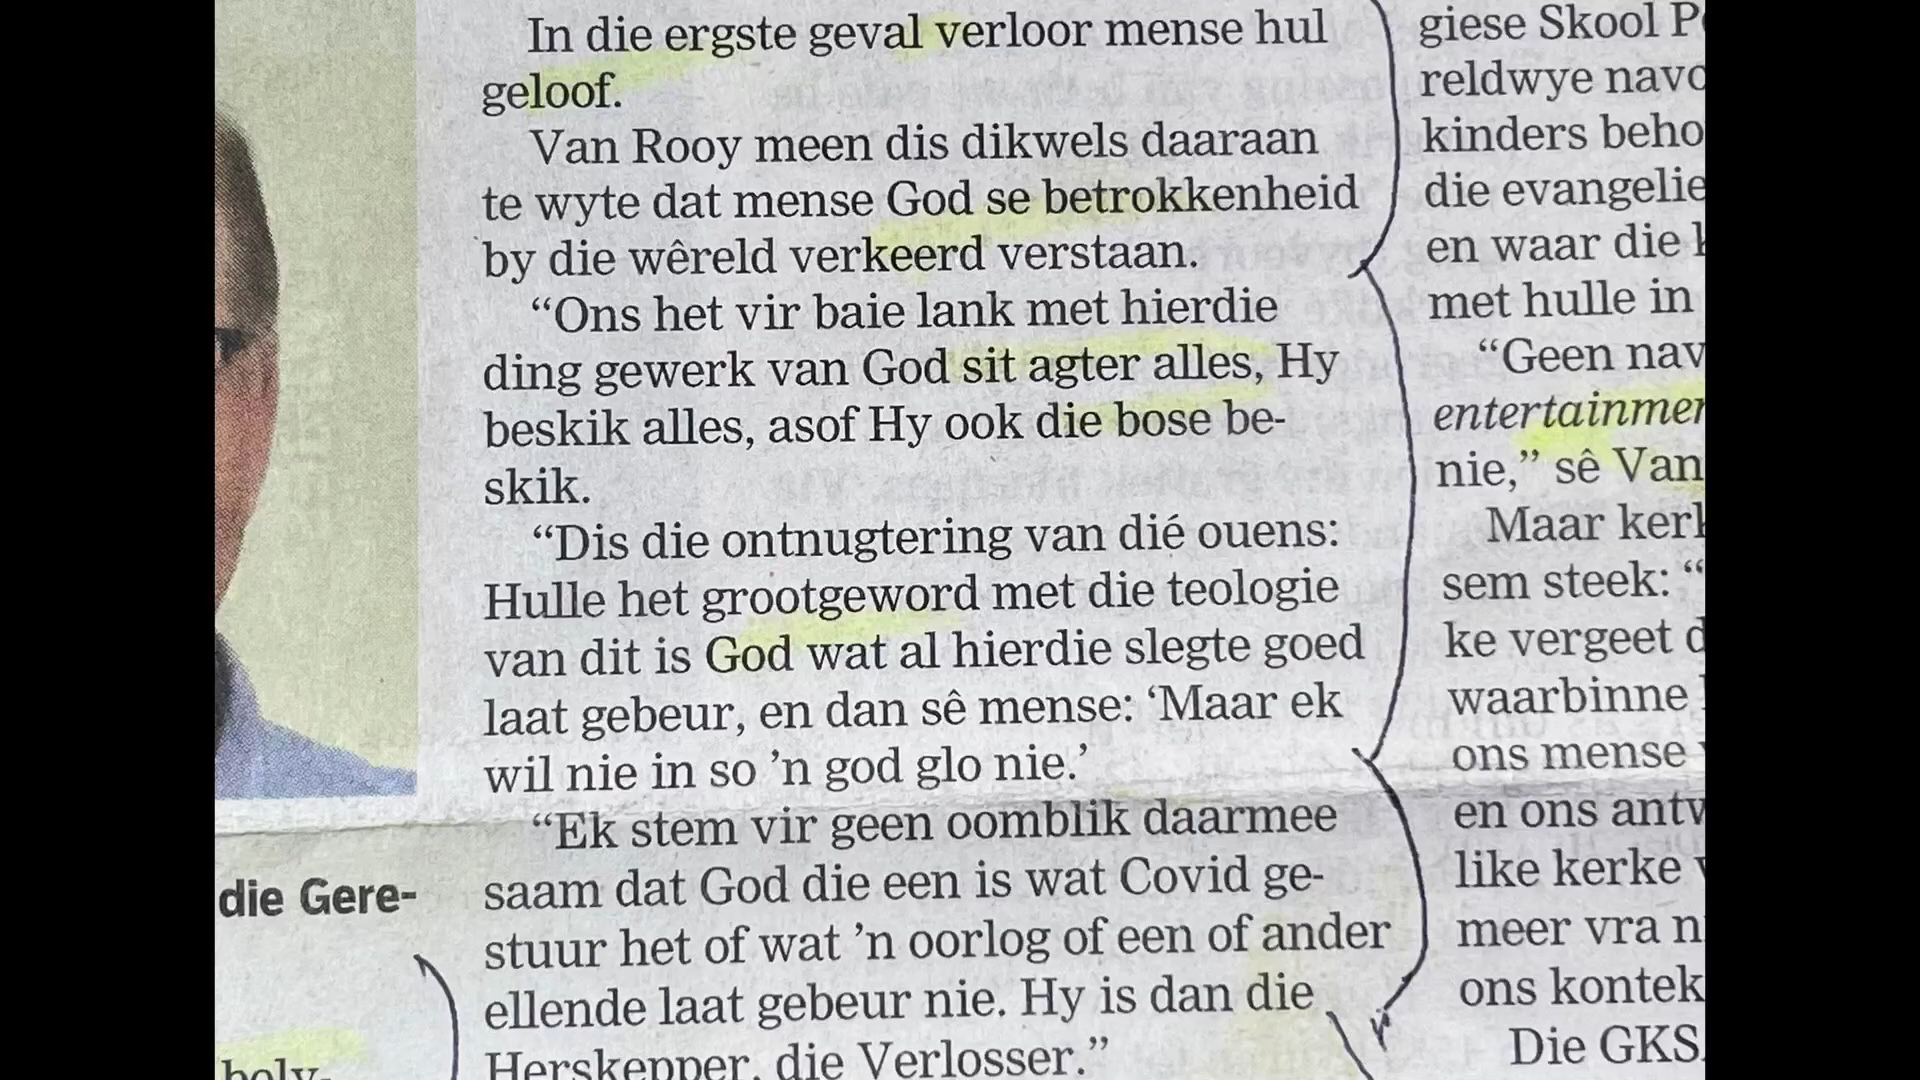 die Gere-
In die ergste geval verloor mense hul
geloof.
Van Rooy meen dis dikwels daaraan
te wyte dat mense God se betrokkenheid
by die wêreld verkeerd verstaan.
“Ons het vir baie lank met hierdie
ding gewerk van God sit agter alles, Hy
beskik alles, asof Hy ook die bose be-
skik.
“Dis die ontnugtering van dié ouens:
Hulle het grootgeword met die teologie
van dit is God wat al hierdie slegte goed
laat gebeur, en dan sê mense: ‘Maar ek
wil nie in so ’n god glo nie.’
“Ek stem vir geen oomblik daarmee
saam dat God die een is wat Covid ge-
stuur het of wat ’n oorlog of een of ander
ellende laat gebeur nie. Hy is dan die
Herskepper, die Verlosser.”
giese Skool
reldwye
kinders
die evangelie
en waar die
met hulle in
“Geen
nie,” sê Van
Maar
sem steek: “
ke vergeet
waarbinne
ons mense
en ons
like kerke
meer vra
ons
Die GKS